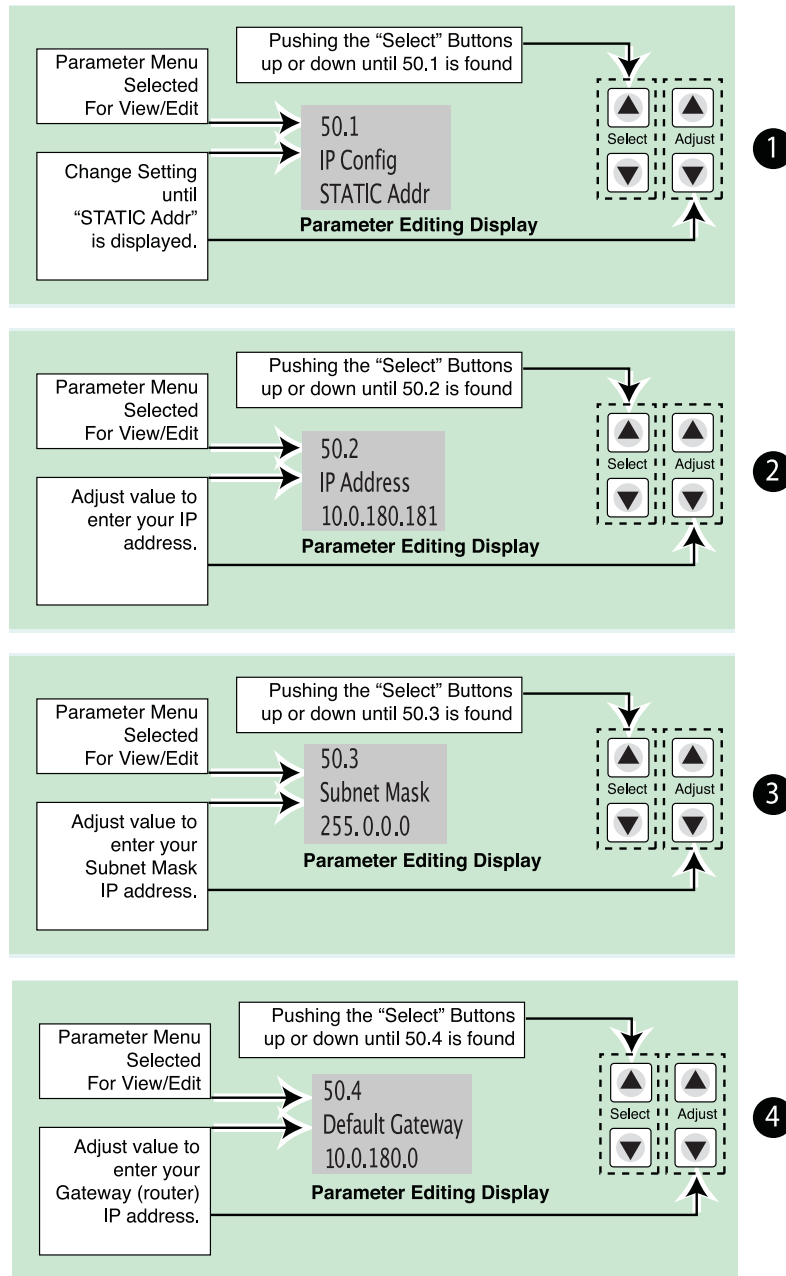 Pushing the “Select” Buttons
up or down until 50.1 is found
Parameter Menu
Selected
For View/Edit
50.1
IP Config
STATIC Addr
Parameter Editing Display
Change Setting
until
“STATIC Addr”
is displayed.
Select
Adjust
1
Pushing the “Select” Buttons
up or down until 50.2 is found
Parameter Menu
Selected
For View/Edit
50.2
IP Address
10.0.180.181
Parameter Editing Display
Adjust value to
enter your IP
address.
Select
Adjust
2
Pushing the “Select” Buttons
up or down until 50.3 is found
Parameter Menu
Selected
For View/Edit
50.3
Subnet Mask
255.0.0.0
Parameter Editing Display
Adjust value to
enter your
Subnet Mask
IP address.
Select
Adjust
3
Pushing the “Select” Buttons
up or down until 50.4 is found
Parameter Menu
Selected
For View/Edit
50.4
Default Gateway
10.0.180.0
Parameter Editing Display
Adjust value to
enter your
Gateway (router)
IP address.
Select
Adjust
4